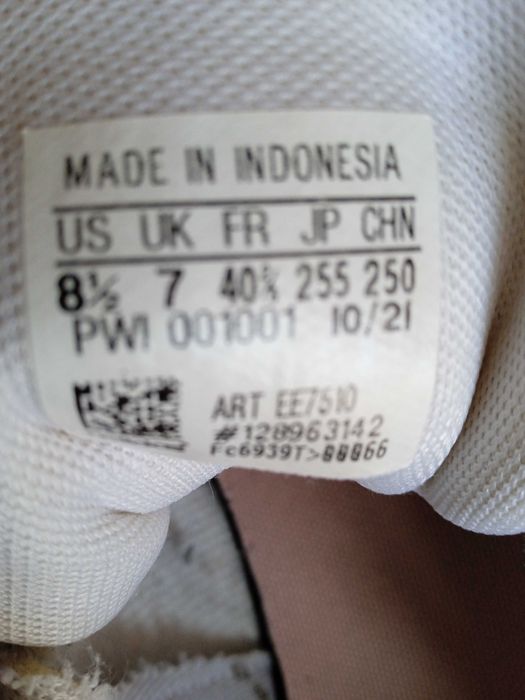 MADE IN INDONESIA
US UK FR JP CHN
8½ 7 40⅔ 255 250
PWI 001001 10/21
ART EE7510
#128963142